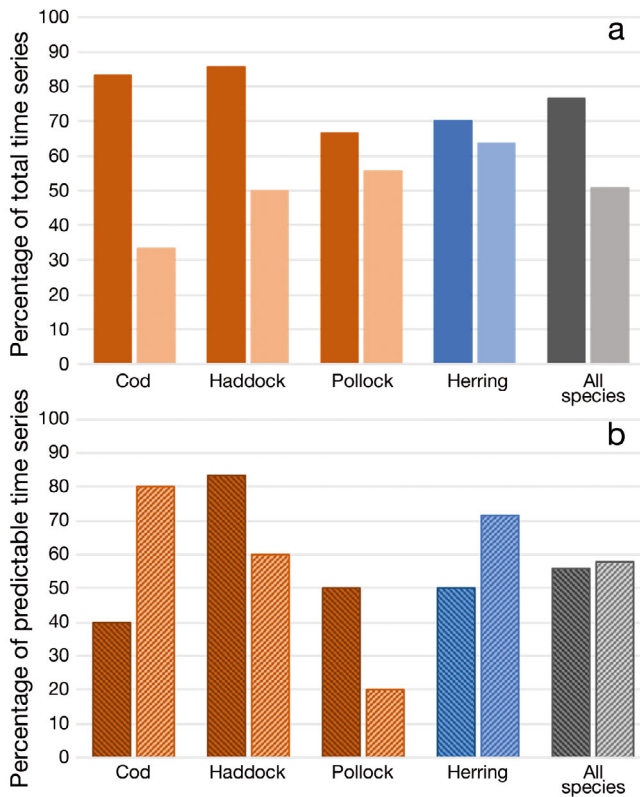 a
Percentage of total time series
100
90
80
70
60
50
40
30
20
10
0
Cod Haddock Pollock Herring All
species
b
Percentage of predictable time series
100
90
80
70
60
50
40
30
20
10
0
Cod Haddock Pollock Herring All
species